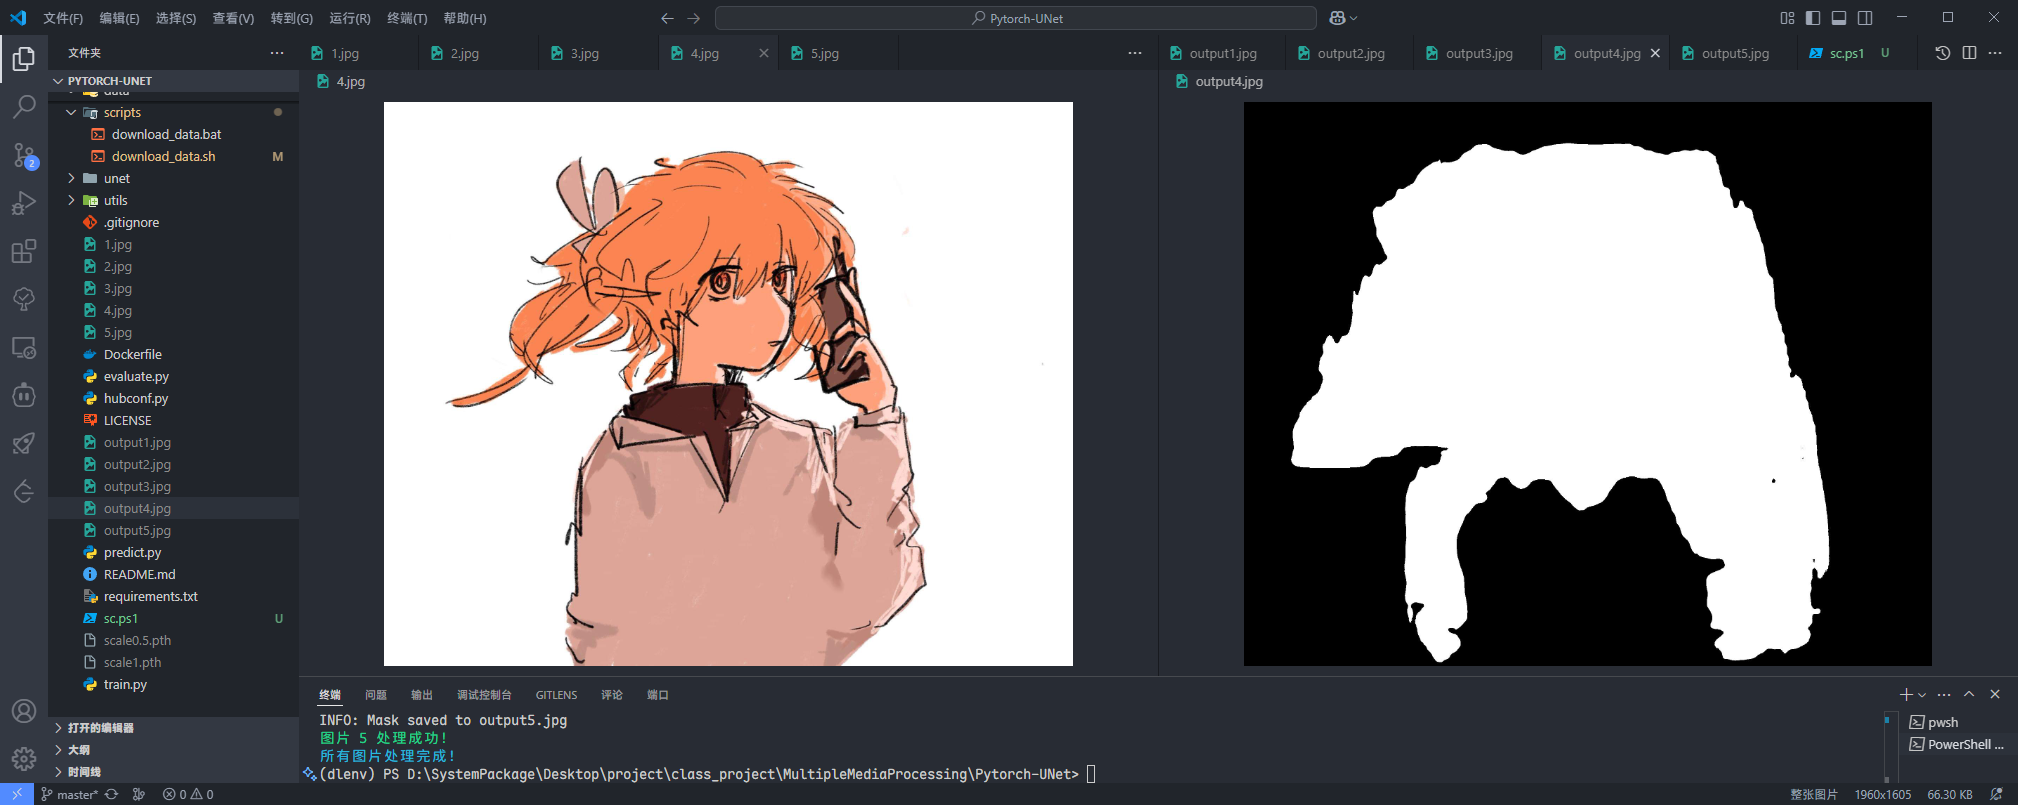 文件(F) 编辑(E) 选择(S) 查看(V) 转到(G) 运行(R) 终端(T) 帮助(H)
Pytorch-UNet
文件夹
PYTORCH-UNET
data
scripts
download_data.bat
download_data.sh M
unet
utils
.gitignore
1.jpg
2.jpg
3.jpg
4.jpg
5.jpg
Dockerfile
evaluate.py
hubconf.py
LICENSE
output1.jpg
output2.jpg
output3.jpg
output4.jpg
output5.jpg
predict.py
README.md
requirements.txt
sc.ps1 U
scale0.5.pth
scale1.pth
train.py
打开的编辑器
大纲
时间线
2
1.jpg 2.jpg 3.jpg 4.jpg 5.jpg
4.jpg
output1.jpg output2.jpg output3.jpg output4.jpg output5.jpg sc.ps1 U
output4.jpg
终端 问题 输出 调试控制台 GITLENS 评论 端口
INFO: Mask saved to output5.jpg
图片 5 处理成功!
所有图片处理完成!
(dlenv) PS D:\SystemPackage\Desktop\project\class_project\MultipleMediaProcessing\Pytorch-UNet>
pwsh
PowerShell ...
master* 0 0
整张图片 1960x1605 66.30 KB